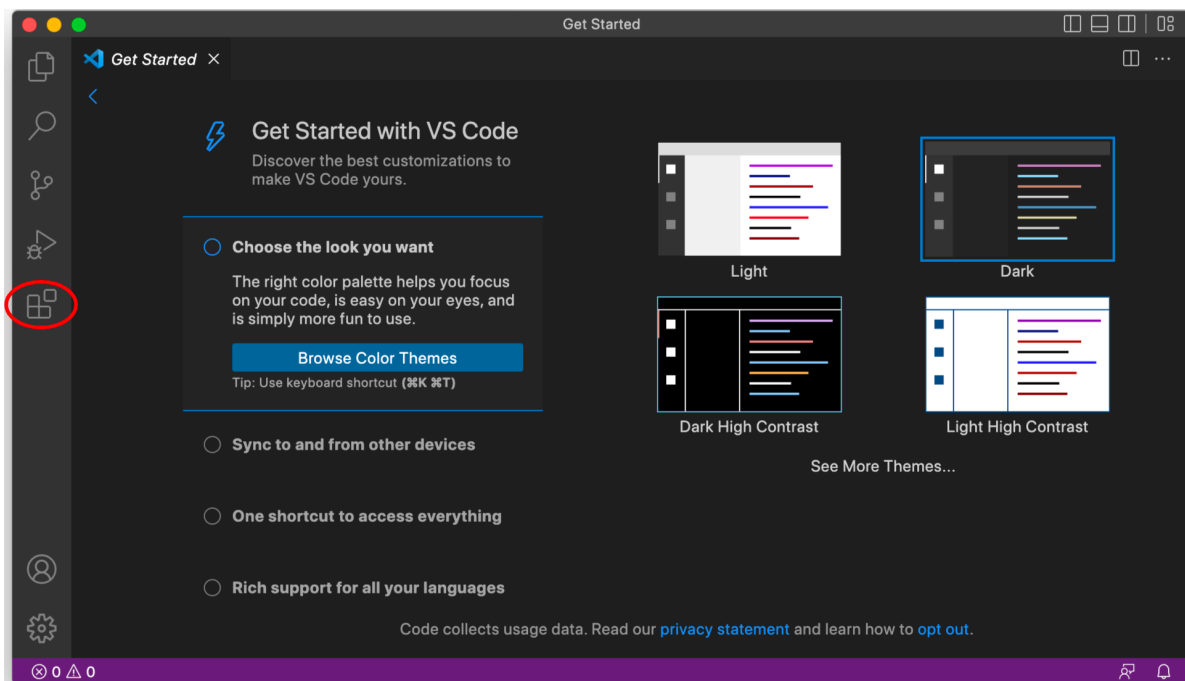 Get Started
Get Started
Get Started with VS Code
Discover the best customizations to
make VS Code yours.
Choose the look you want
The right color palette helps you focus
on your code, is easy on your eyes, and
is simply more fun to use.
Browse Color Themes
Tip: Use keyboard shortcut (⌘K ⌘T)
Sync to and from other devices
One shortcut to access everything
Rich support for all your languages
Light
Dark
Dark High Contrast
Light High Contrast
See More Themes...
Code collects usage data. Read our privacy statement and learn how to opt out.
0 0